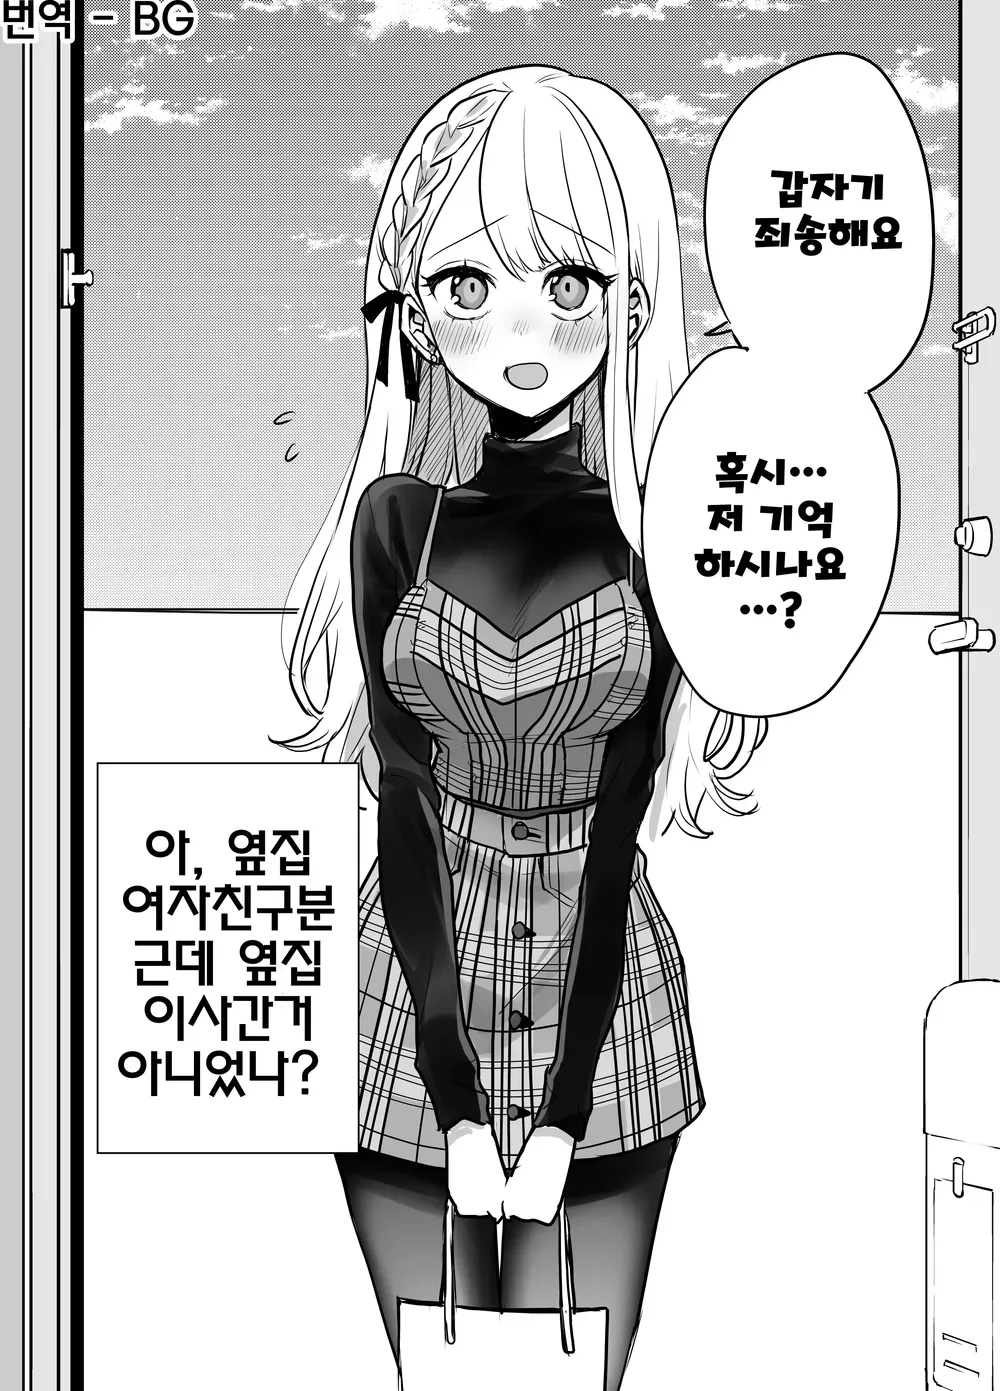 번역 - BG
갑자기
죄송해요
혹시…
저 기억
하시나요
…?
아, 옆집
여자친구분
근데 옆집
이사간거
아니었나?